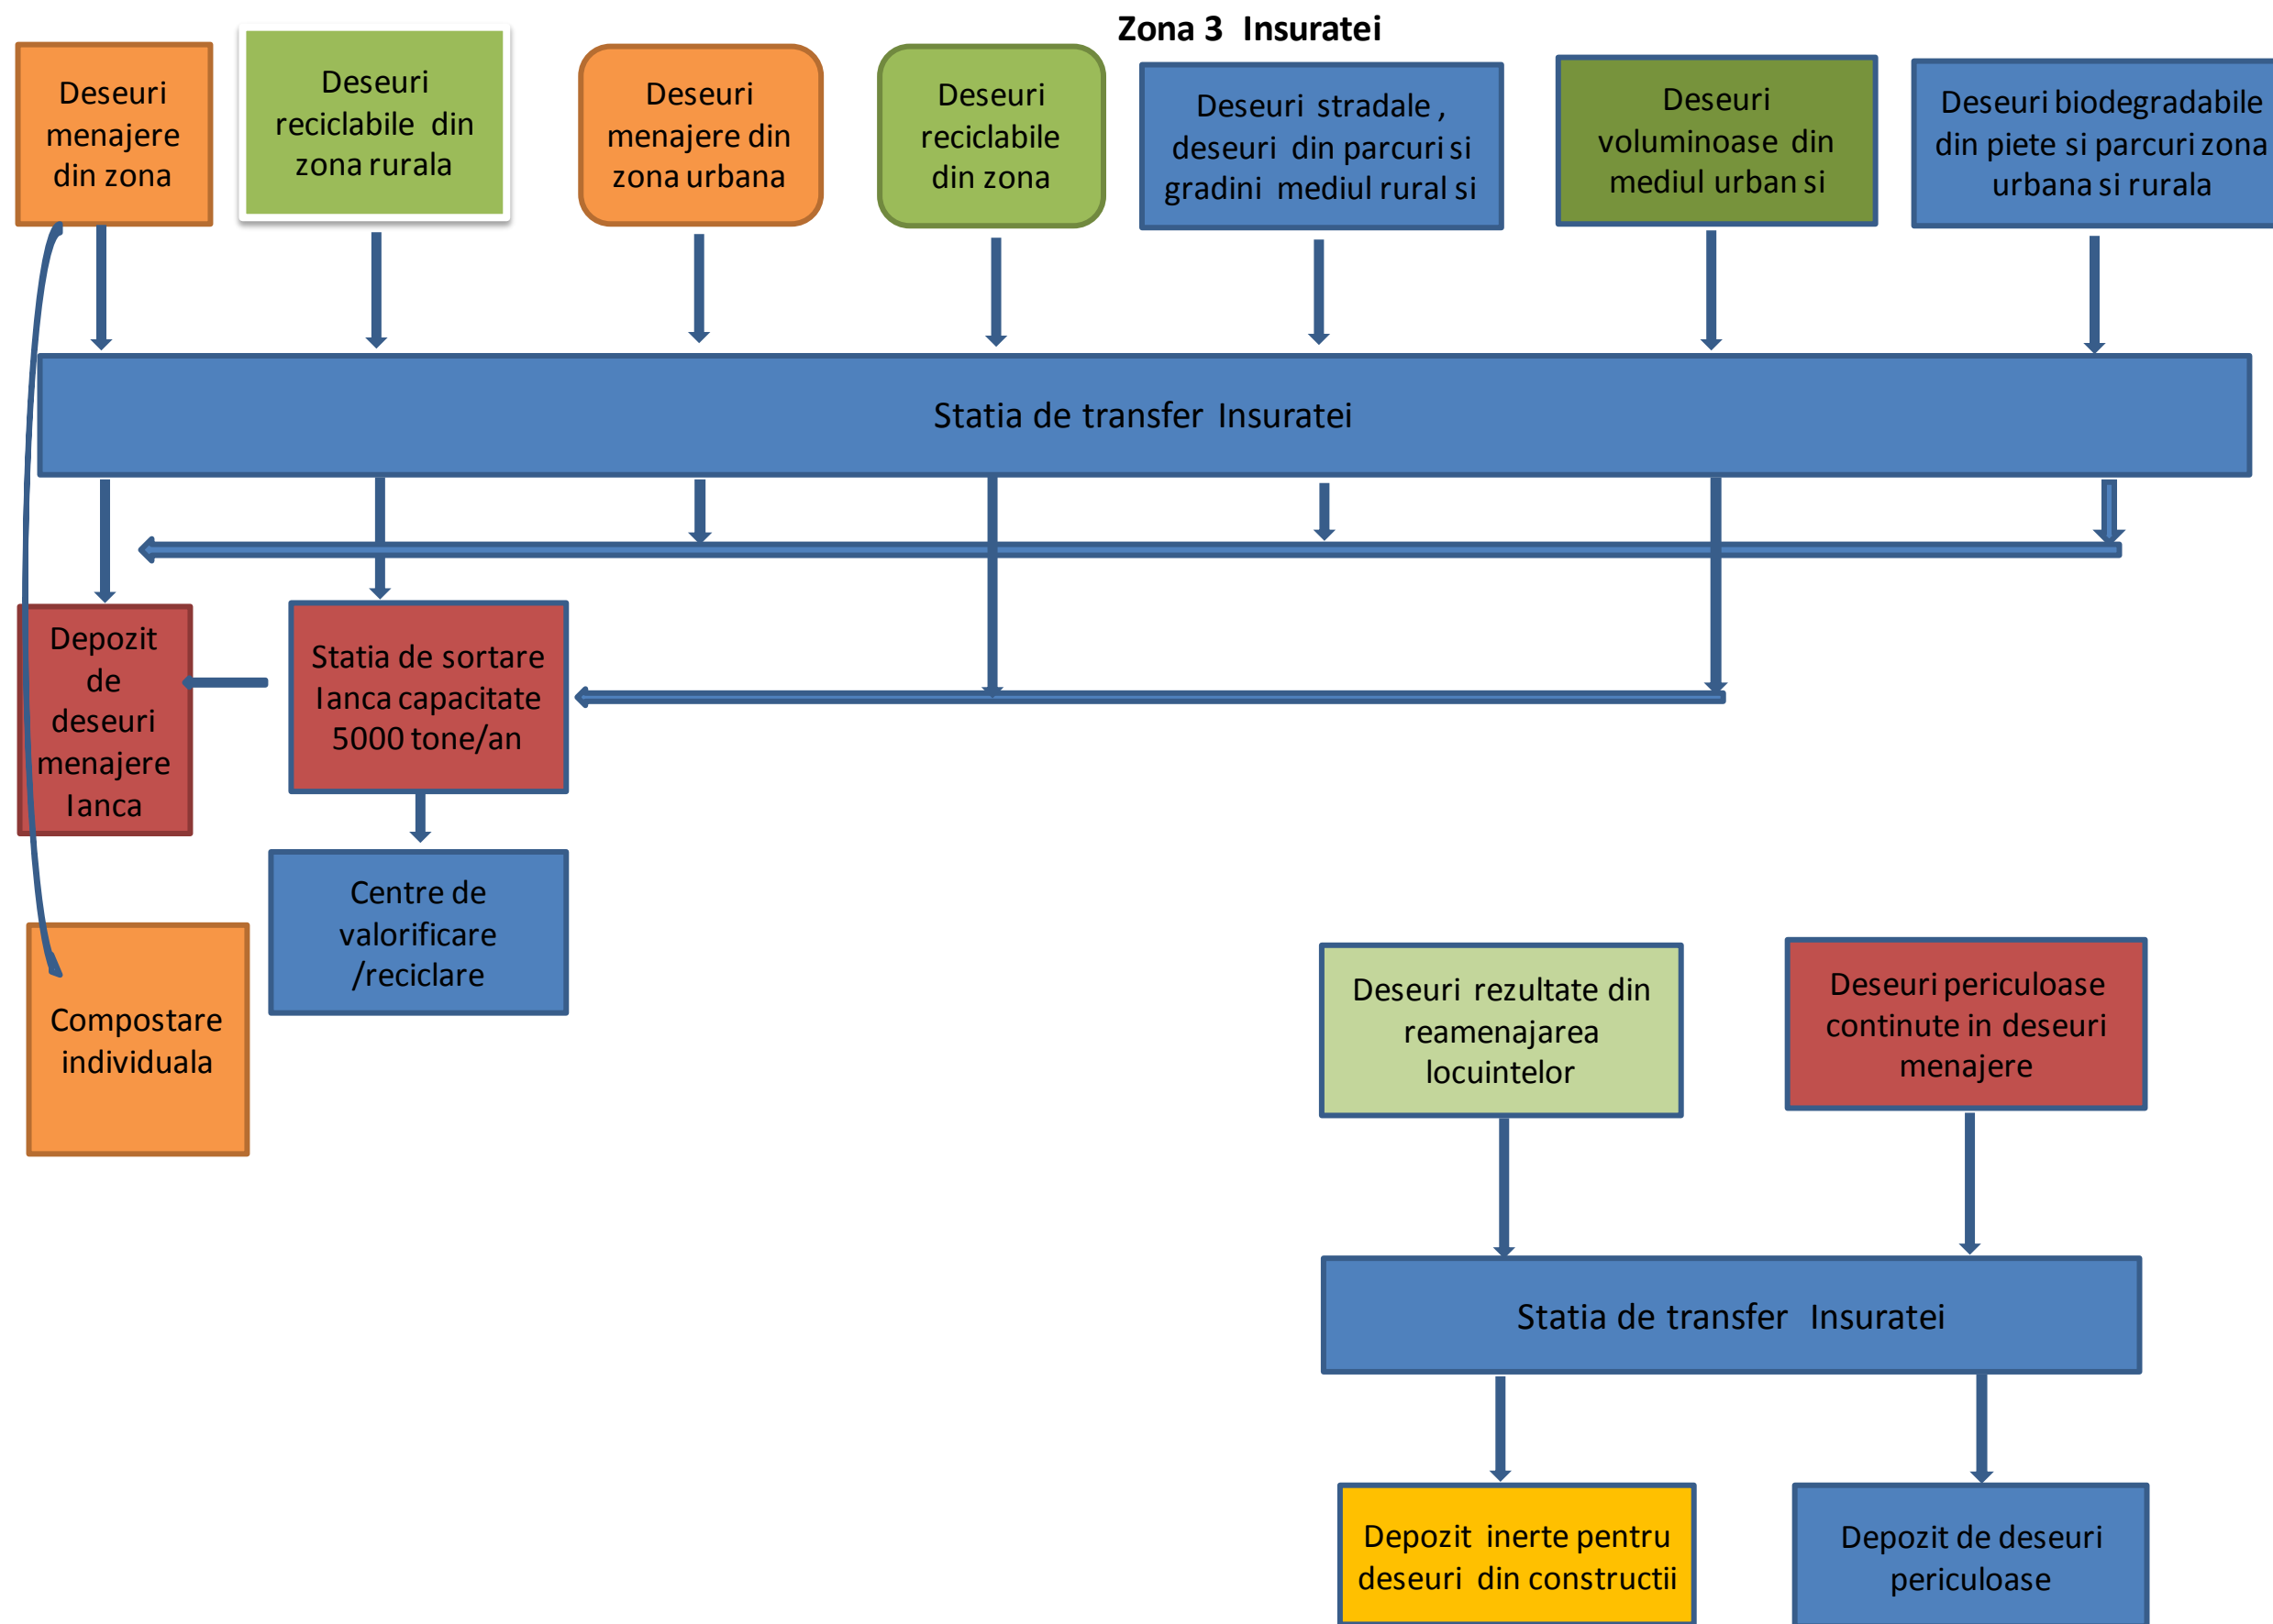 Zona 3 Insuratei
Deseuri
menajere
din zona
Deseuri
reciclabile din
zona rurala
Deseuri
menajere din
zona urbana
Deseuri
reciclabile
din zona
Deseuri stradale ,
deseuri din parcuri si
gradini mediul rural si
Deseuri
voluminoase din
mediul urban si
Deseuri biodegradabile
din piete si parcuri zona
urbana si rurala
Statia de transfer Insuratei
Depozit
de
deseuri
menajere
Ianca
Statia de sortare
Ianca capacitate
5000 tone/an
Centre de
valorificare
/reciclare
Compostare
individuala
Deseuri rezultate din
reamenajarea
locuintelor
Deseuri periculoase
continute in deseuri
menajere
Statia de transfer Insuratei
Depozit inerte pentru
deseuri din constructii
Depozit de deseuri
periculoase